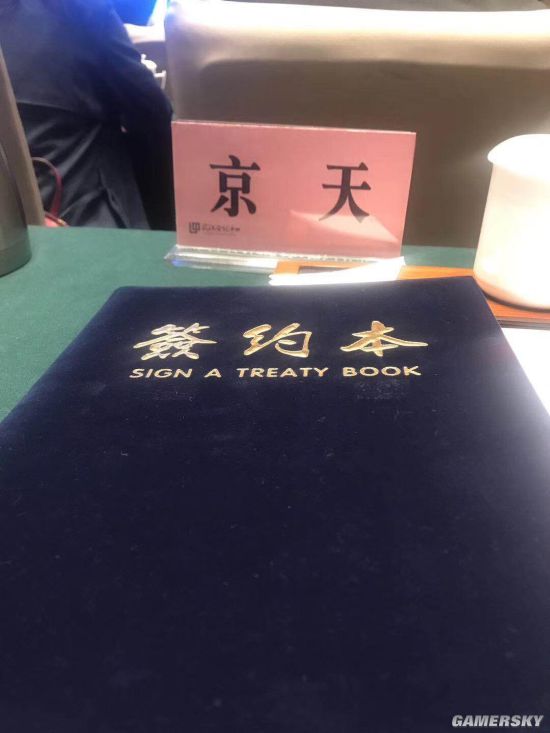 京 天
簽约本
SIGN A TREATY BOOK
GAMERSKY